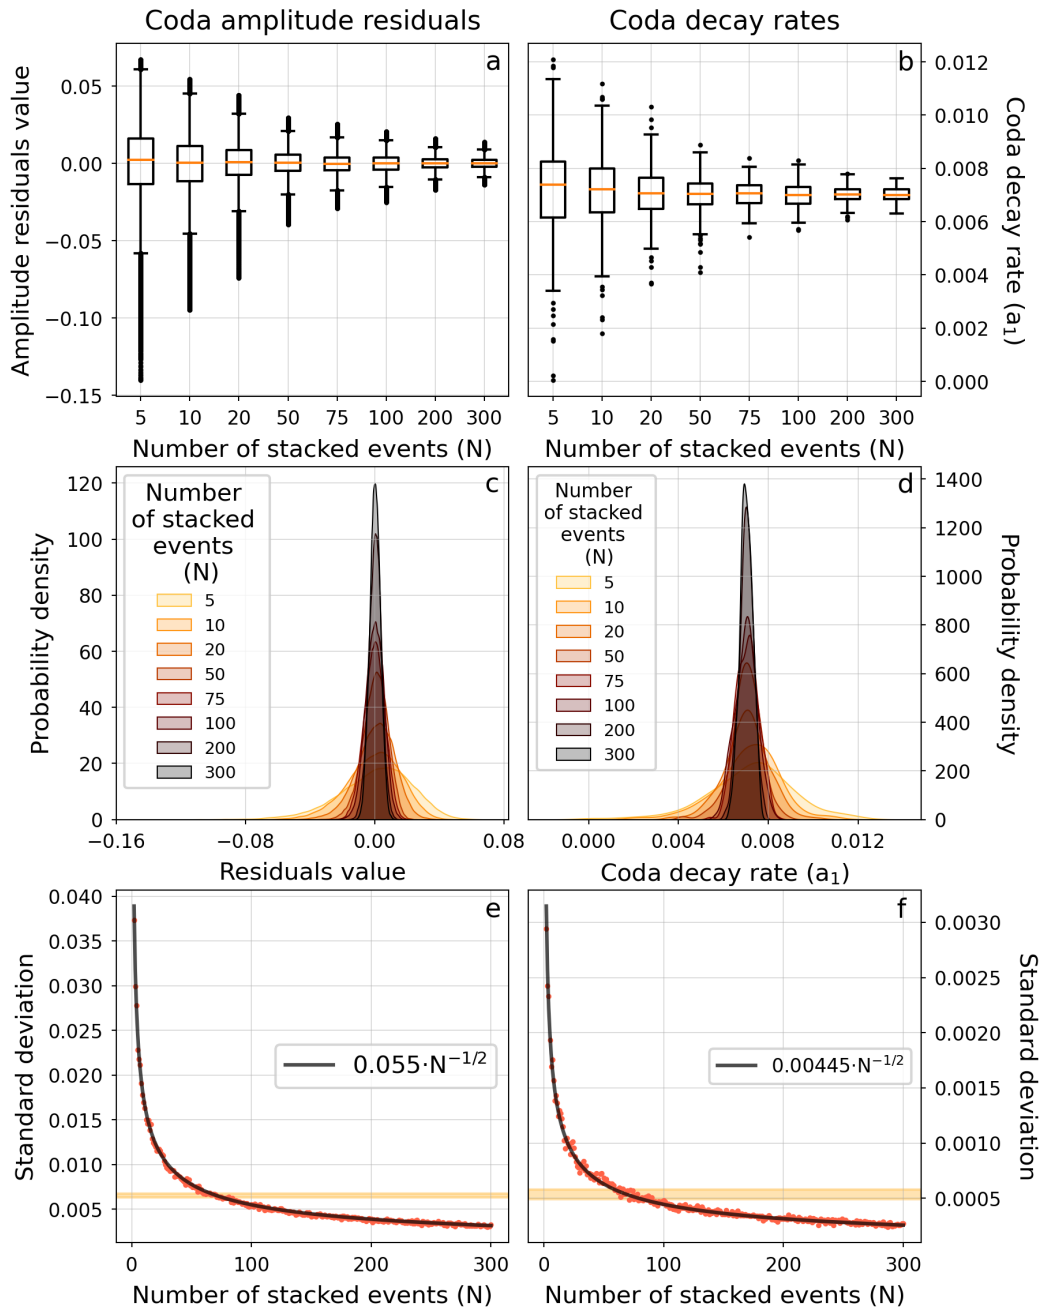 Coda amplitude residuals
Coda decay rates
a
b
Amplitude residuals value
0.05
0.00
−0.05
−0.10
−0.15
5 10 20 50 75 100 200 300
Number of stacked events (N)
0.012
0.010
0.008
0.006
0.004
0.002
0.000
Coda decay rate (a₁)
5 10 20 50 75 100 200 300
Number of stacked events (N)
c
Probability density
120
100
80
60
40
20
0
Number
of stacked
events
(N)
5
10
20
50
75
100
200
300
−0.16 −0.08 0.00 0.08
Residuals value
d
Number
of stacked
events
(N)
5
10
20
50
75
100
200
300
1400
1200
1000
800
600
400
200
0
Probability density
0.000 0.004 0.008 0.012
Coda decay rate (a₁)
e
Standard deviation
0.040
0.035
0.030
0.025
0.020
0.015
0.010
0.005
0.055·N⁻¹/²
0 100 200 300
Number of stacked events (N)
f
0.00445·N⁻¹/²
0.0030
0.0025
0.0020
0.0015
0.0010
0.0005
Standard deviation
0 100 200 300
Number of stacked events (N)